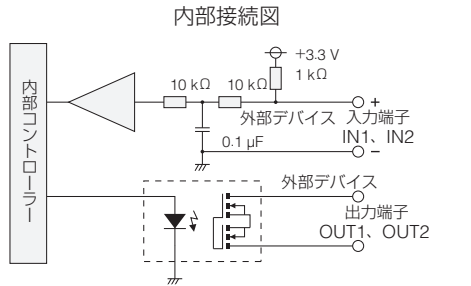 内部接続図
+3.3 V
1 kΩ
10 kΩ
10 kΩ
内部コントローラー
外部デバイス 入力端子
IN1、IN2
+
−
0.1 µF
外部デバイス
出力端子
OUT1、OUT2